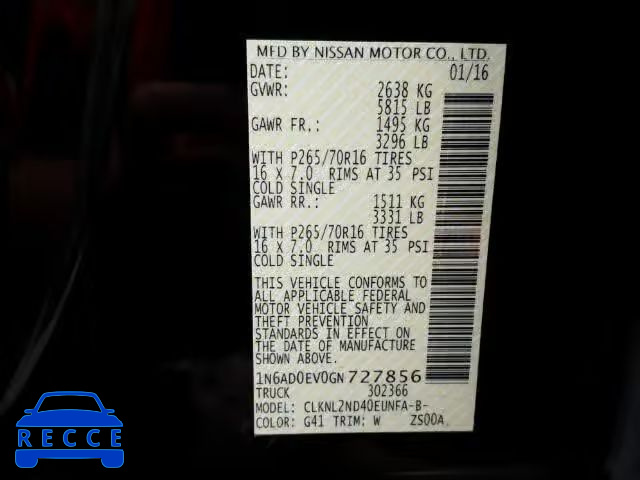 MFD BY NISSAN MOTOR CO., LTD.
DATE: 01/16
GVWR: 2638 KG
5815 LB
GAWR FR.: 1495 KG
3296 LB
WITH P265/70R16 TIRES
16 X 7.0 RIMS AT 35 PSI
COLD SINGLE
GAWR RR.: 1511 KG
3331 LB
WITH P265/70R16 TIRES
16 X 7.0 RIMS AT 35 PSI
COLD SINGLE
THIS VEHICLE CONFORMS TO
ALL APPLICABLE FEDERAL
MOTOR VEHICLE SAFETY AND
THEFT PREVENTION
STANDARDS IN EFFECT ON
THE DATE OF MANUFACTURE
SHOWN ABOVE.
1N6AD0EV0GN727856
TRUCK 302366
MODEL: CLKNL2ND40EUNFA-B-
COLOR: G41 TRIM: W ZS00A
RECCE